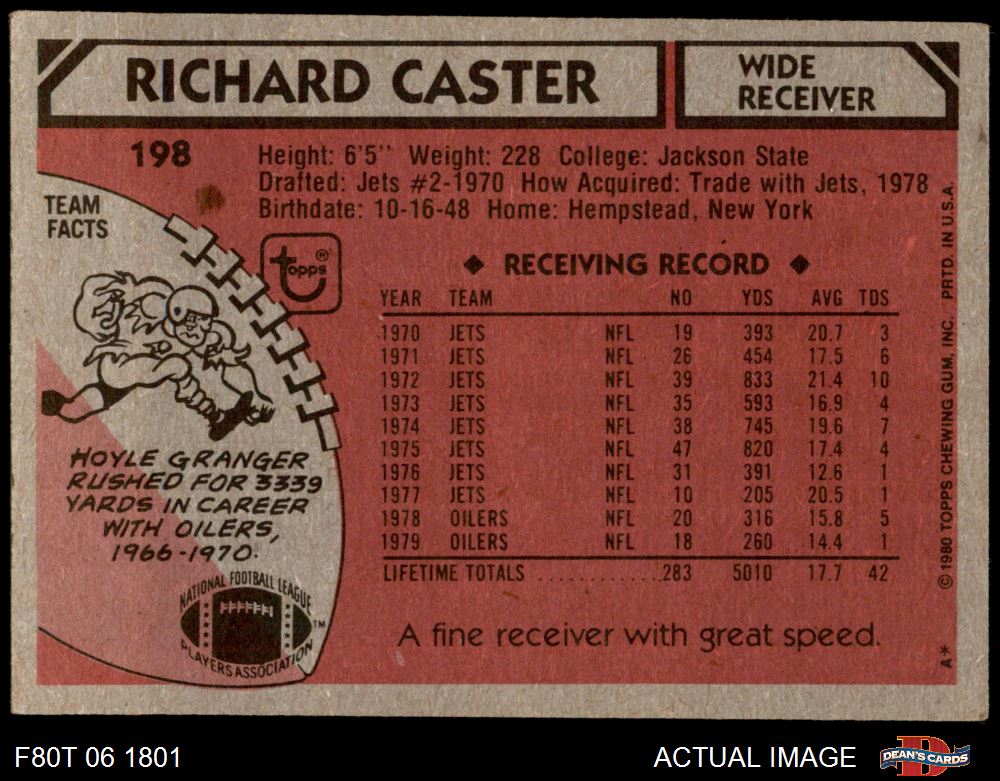 RICHARD CASTER
WIDE
RECEIVER
198
Height: 6'5" Weight: 228 College: Jackson State
Drafted: Jets #2-1970 How Acquired: Trade with Jets, 1978
Birthdate: 10-16-48 Home: Hempstead, New York
TEAM
FACTS
topps®
◆ RECEIVING RECORD ◆
YEAR TEAM NO YDS AVG TDS
1970 JETS NFL 19 393 20.7 3
1971 JETS NFL 26 454 17.5 6
1972 JETS NFL 39 833 21.4 10
1973 JETS NFL 35 593 16.9 4
1974 JETS NFL 38 745 19.6 7
1975 JETS NFL 47 820 17.4 4
1976 JETS NFL 31 391 12.6 1
1977 JETS NFL 10 205 20.5 1
1978 OILERS NFL 20 316 15.8 5
1979 OILERS NFL 18 260 14.4 1
LIFETIME TOTALS ............. 283 5010 17.7 42
HOYLE GRANGER
RUSHED FOR 3339
YARDS IN CAREER
WITH OILERS,
1966-1970.
NATIONAL FOOTBALL LEAGUE
PLAYERS ASSOCIATION
TM
A fine receiver with great speed.
A* © 1980 TOPPS CHEWING GUM, INC. PRTD. IN U.S.A.
F80T 06 1801
ACTUAL IMAGE
D
DEAN'S CARDS